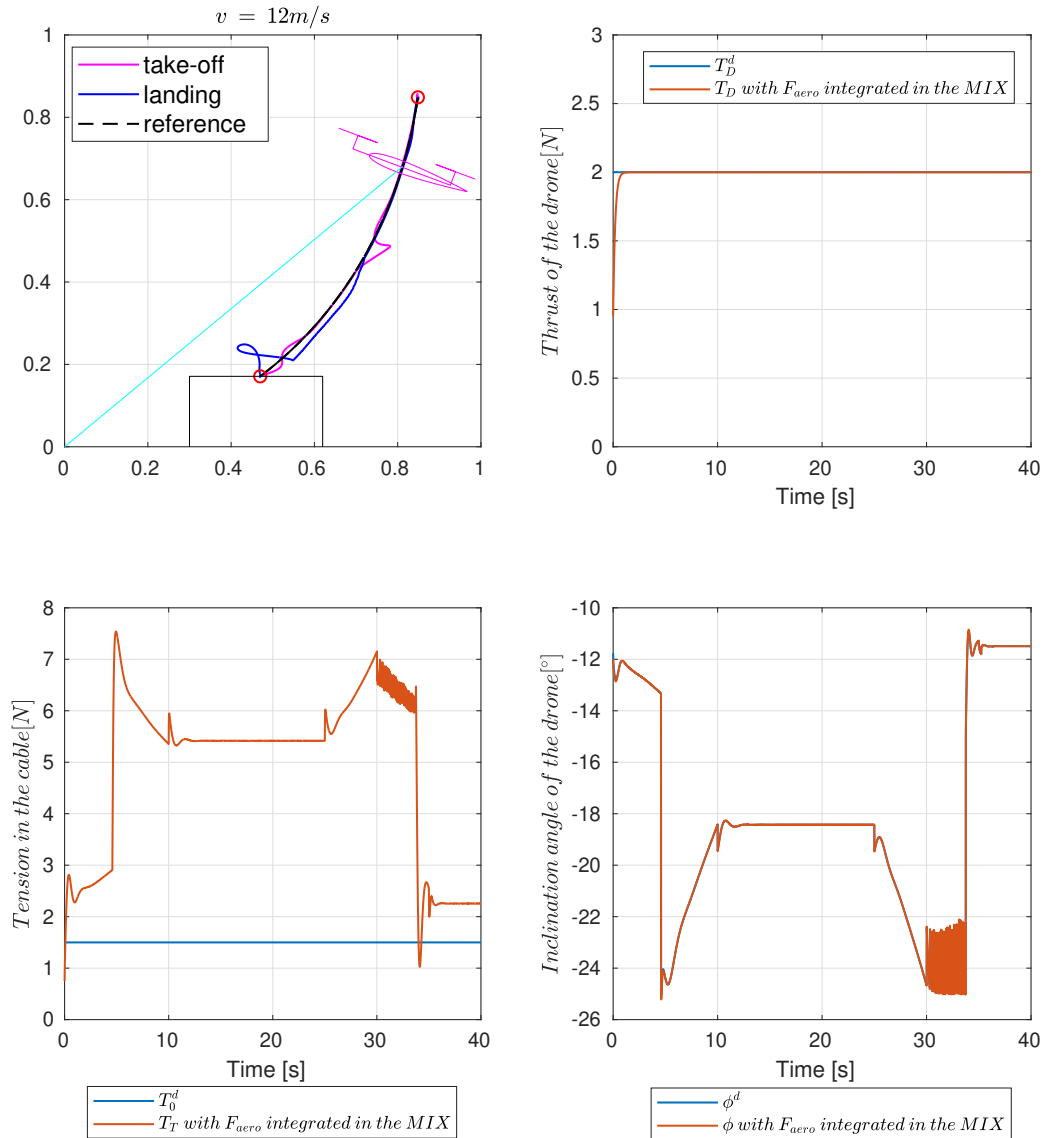 v = 12m/s
1
0.8
0.6
0.4
0.2
0
0 0.2 0.4 0.6 0.8 1
take-off
landing
reference
Thrust of the drone[N]
3
2.5
2
1.5
1
0.5
0
0 10 20 30 40
Time [s]
T_D^d
T_D with F_aero integrated in the MIX
Tension in the cable[N]
8
7
6
5
4
3
2
1
0
0 10 20 30 40
Time [s]
T_0^d
T_T with F_aero integrated in the MIX
Inclination angle of the drone[°]
-10
-12
-14
-16
-18
-20
-22
-24
-26
0 10 20 30 40
Time [s]
ϕ^d
ϕ with F_aero integrated in the MIX